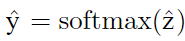 ŷ = softmax(ẑ)